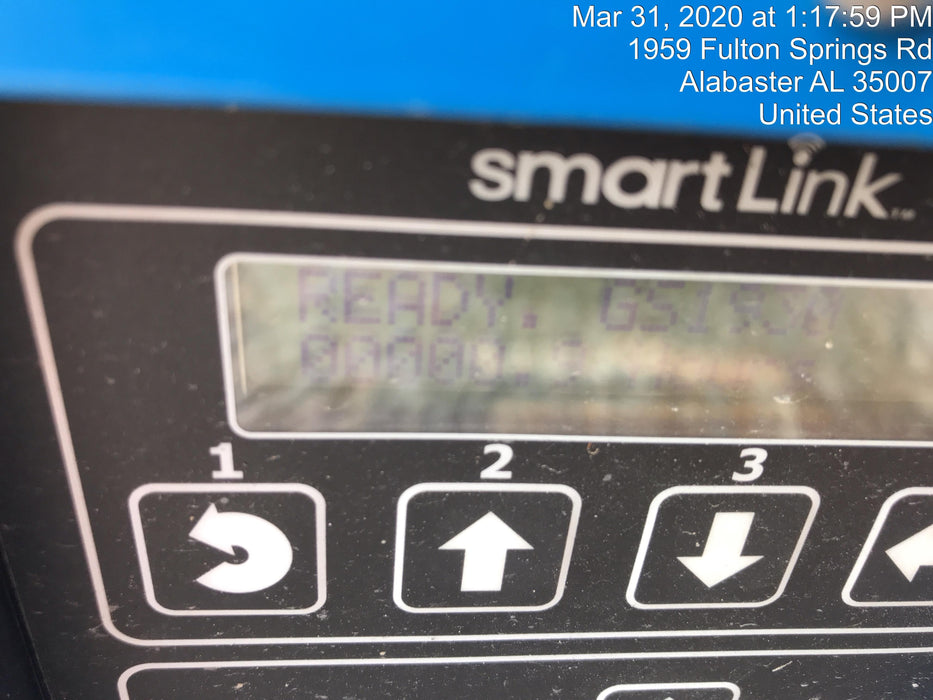 Mar 31, 2020 at 1:17:59 PM
1959 Fulton Springs Rd
Alabaster AL 35007
United States
smartLink™
READY.
1
2
3